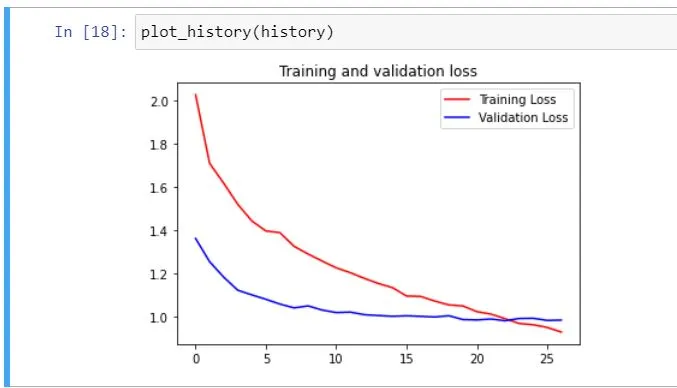 In [18]: plot_history(history)
Training and validation loss
Training Loss
Validation Loss
2.0
1.8
1.6
1.4
1.2
1.0
0 5 10 15 20 25